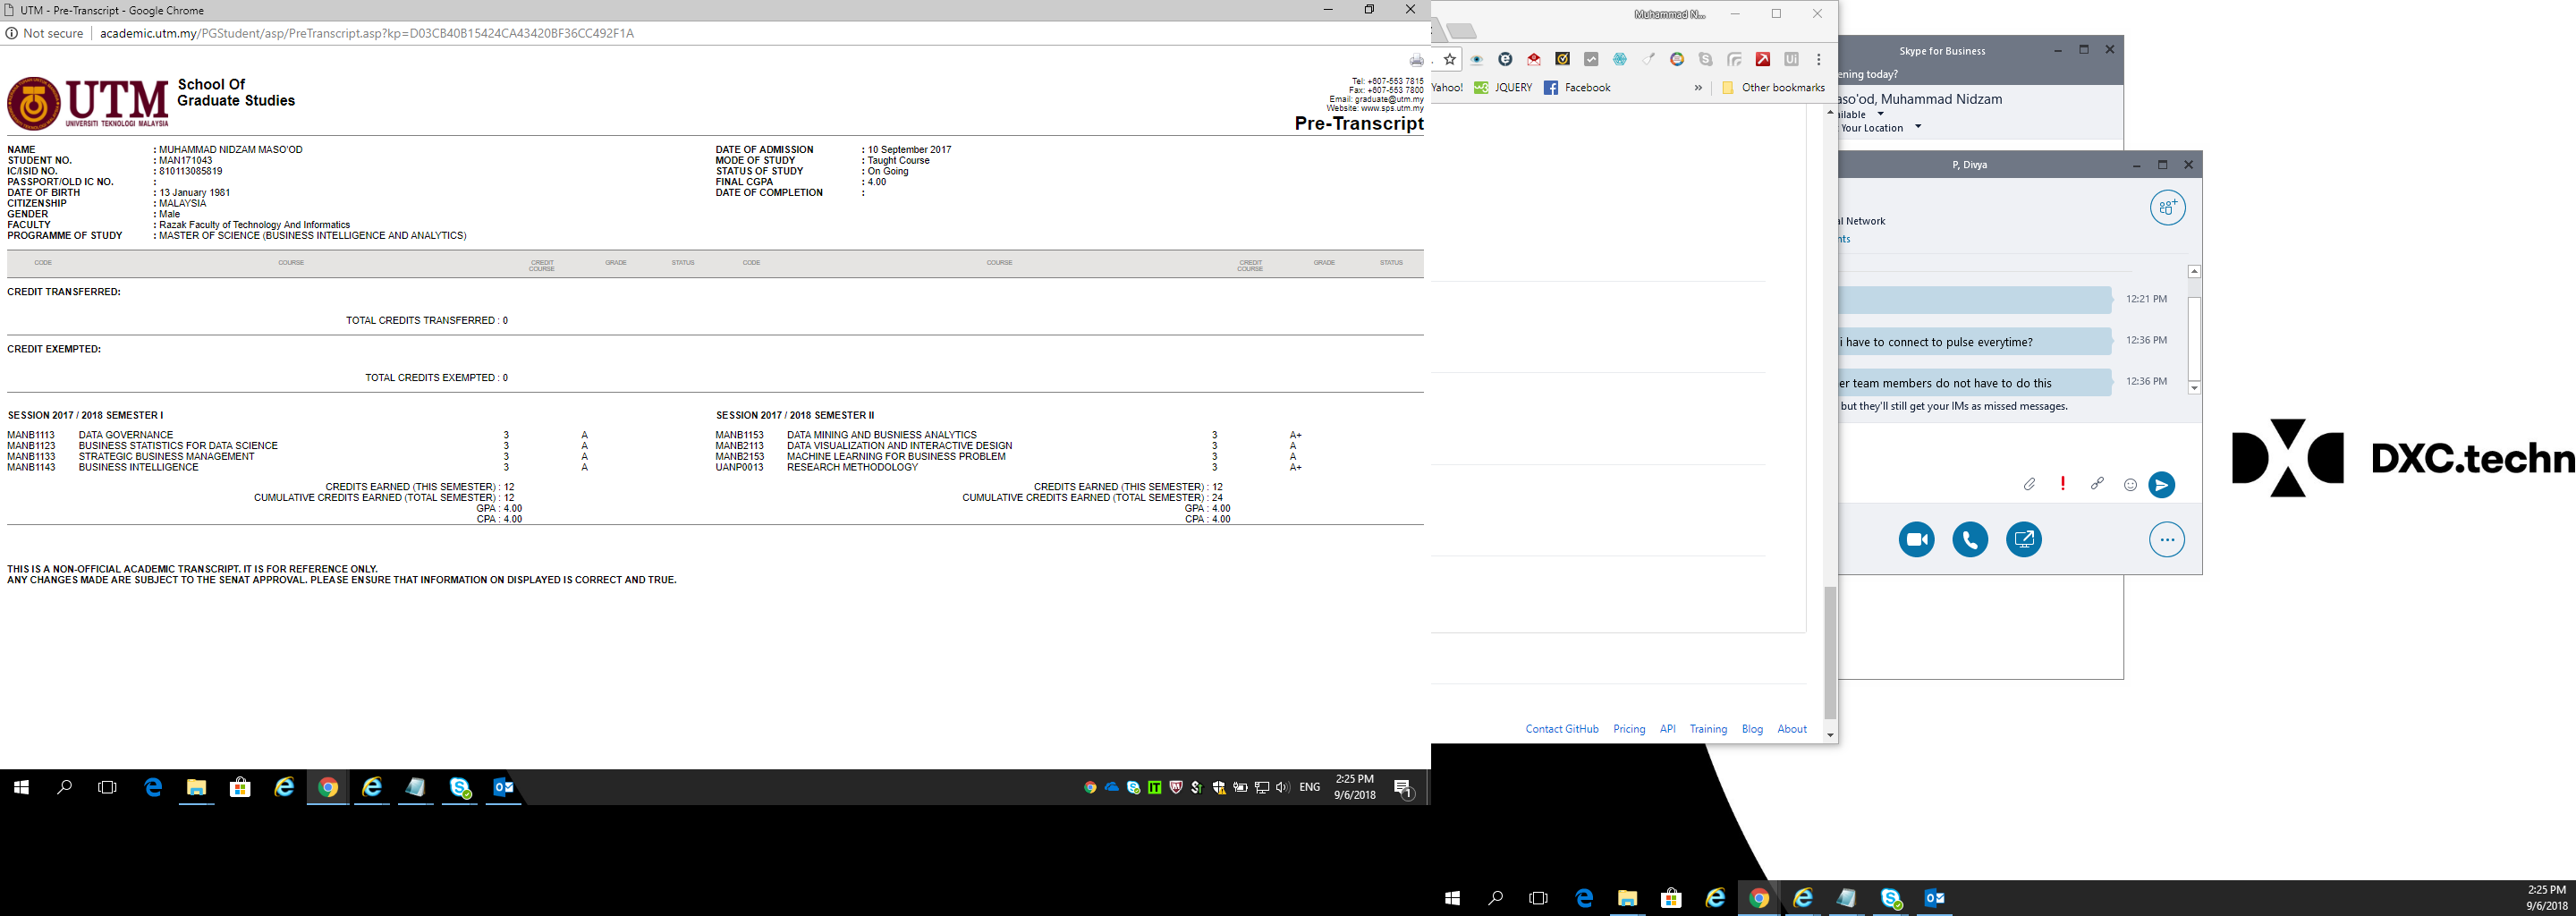 UTM - Pre-Transcript - Google Chrome
Not secure | academic.utm.my/PGStudent/asp/PreTranscript.asp?kp=D03CB40B15424CA43420BF36CC492F1A
UTM
UNIVERSITI TEKNOLOGI MALAYSIA
School Of
Graduate Studies
Tel: +607-553 7815
Fax: +607-553 7800
Email: graduate@utm.my
Website: www.sps.utm.my
Pre-Transcript
NAME : MUHAMMAD NIDZAM MASO'OD
STUDENT NO. : MAN171043
IC/ISID NO. : 810113085819
PASSPORT/OLD IC NO. :
DATE OF BIRTH : 13 January 1981
CITIZENSHIP : MALAYSIA
GENDER : Male
FACULTY : Razak Faculty of Technology And Informatics
PROGRAMME OF STUDY : MASTER OF SCIENCE (BUSINESS INTELLIGENCE AND ANALYTICS)
DATE OF ADMISSION : 10 September 2017
MODE OF STUDY : Taught Course
STATUS OF STUDY : On Going
FINAL CGPA : 4.00
DATE OF COMPLETION :
CODE COURSE CREDIT COURSE GRADE STATUS CODE COURSE CREDIT COURSE GRADE STATUS
CREDIT TRANSFERRED:
TOTAL CREDITS TRANSFERRED : 0
CREDIT EXEMPTED:
TOTAL CREDITS EXEMPTED : 0
SESSION 2017 / 2018 SEMESTER I
MANB1113 DATA GOVERNANCE 3 A
MANB1123 BUSINESS STATISTICS FOR DATA SCIENCE 3 A
MANB1133 STRATEGIC BUSINESS MANAGEMENT 3 A
MANB1143 BUSINESS INTELLIGENCE 3 A
CREDITS EARNED (THIS SEMESTER) : 12
CUMULATIVE CREDITS EARNED (TOTAL SEMESTER) : 12
GPA : 4.00
CPA : 4.00
SESSION 2017 / 2018 SEMESTER II
MANB1153 DATA MINING AND BUSNIESS ANALYTICS 3 A+
MANB2113 DATA VISUALIZATION AND INTERACTIVE DESIGN 3 A
MANB2153 MACHINE LEARNING FOR BUSINESS PROBLEM 3 A
UANP0013 RESEARCH METHODOLOGY 3 A+
CREDITS EARNED (THIS SEMESTER) : 12
CUMULATIVE CREDITS EARNED (TOTAL SEMESTER) : 24
GPA : 4.00
CPA : 4.00
THIS IS A NON-OFFICIAL ACADEMIC TRANSCRIPT. IT IS FOR REFERENCE ONLY.
ANY CHANGES MADE ARE SUBJECT TO THE SENAT APPROVAL. PLEASE ENSURE THAT INFORMATION ON DISPLAYED IS CORRECT AND TRUE.
ENG
2:25 PM
9/6/2018
1
Muhammad N...
Yahoo! JQUERY Facebook » Other bookmarks
Contact GitHub Pricing API Training Blog About
Skype for Business
ening today?
aso'od, Muhammad Nidzam
ailable
Your Location
P, Divya
al Network
nts
12:21 PM
i have to connect to pulse everytime?
12:36 PM
er team members do not have to do this
12:36 PM
but they'll still get your IMs as missed messages.
DXC.techn
2:25 PM
9/6/2018